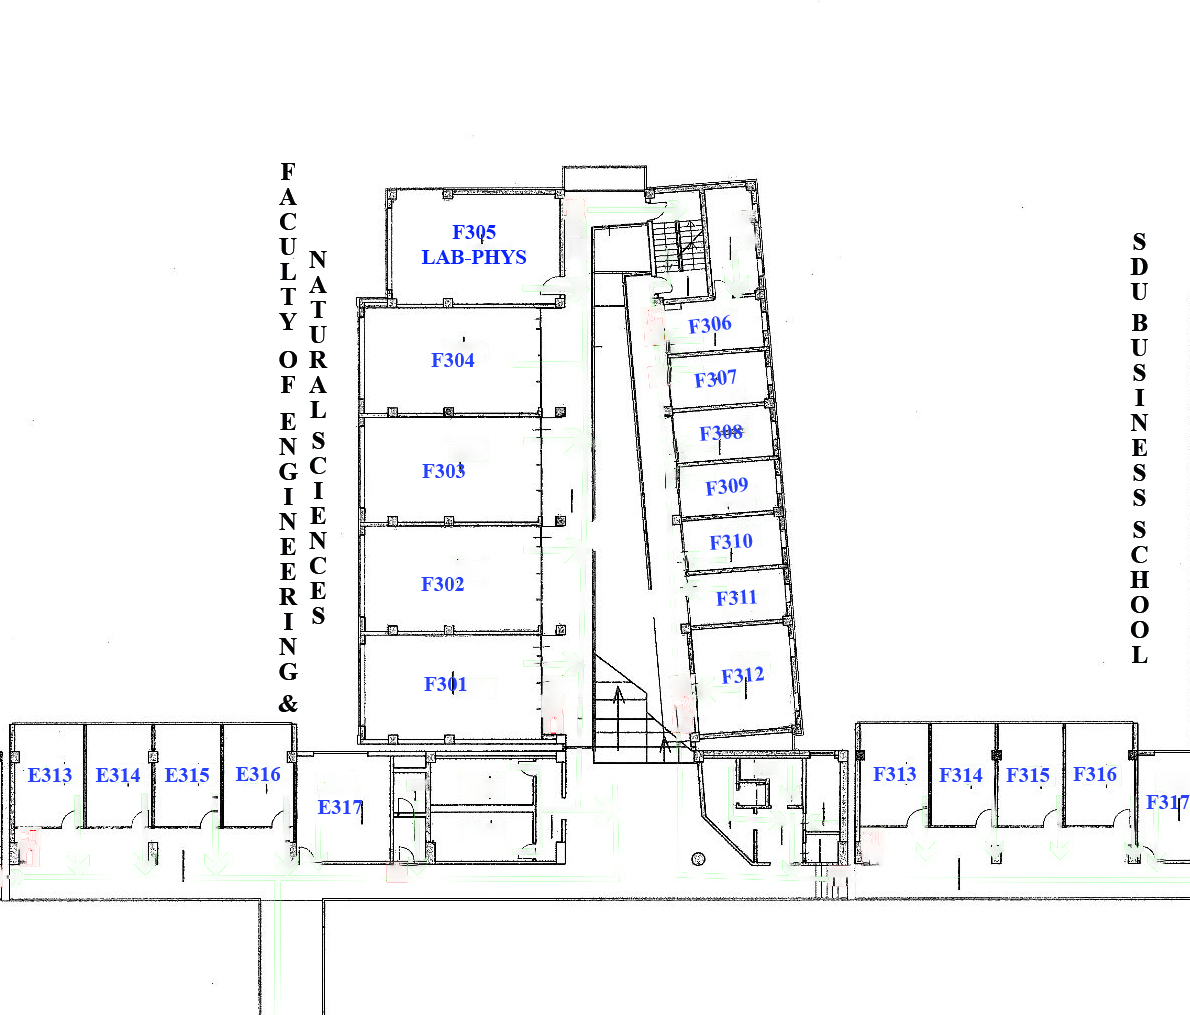 FACULTY OF ENGINEERING &
NATURAL SCIENCES
SDU BUSINESS SCHOOL
F305
LAB-PHYS
F304
F303
F302
F301
F306
F307
F308
F309
F310
F311
F312
E313
E314
E315
E316
E317
F313
F314
F315
F316
F317